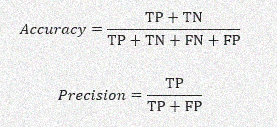 Accuracy = (TP + TN) / (TP + TN + FN + FP)
Precision = TP / (TP + FP)